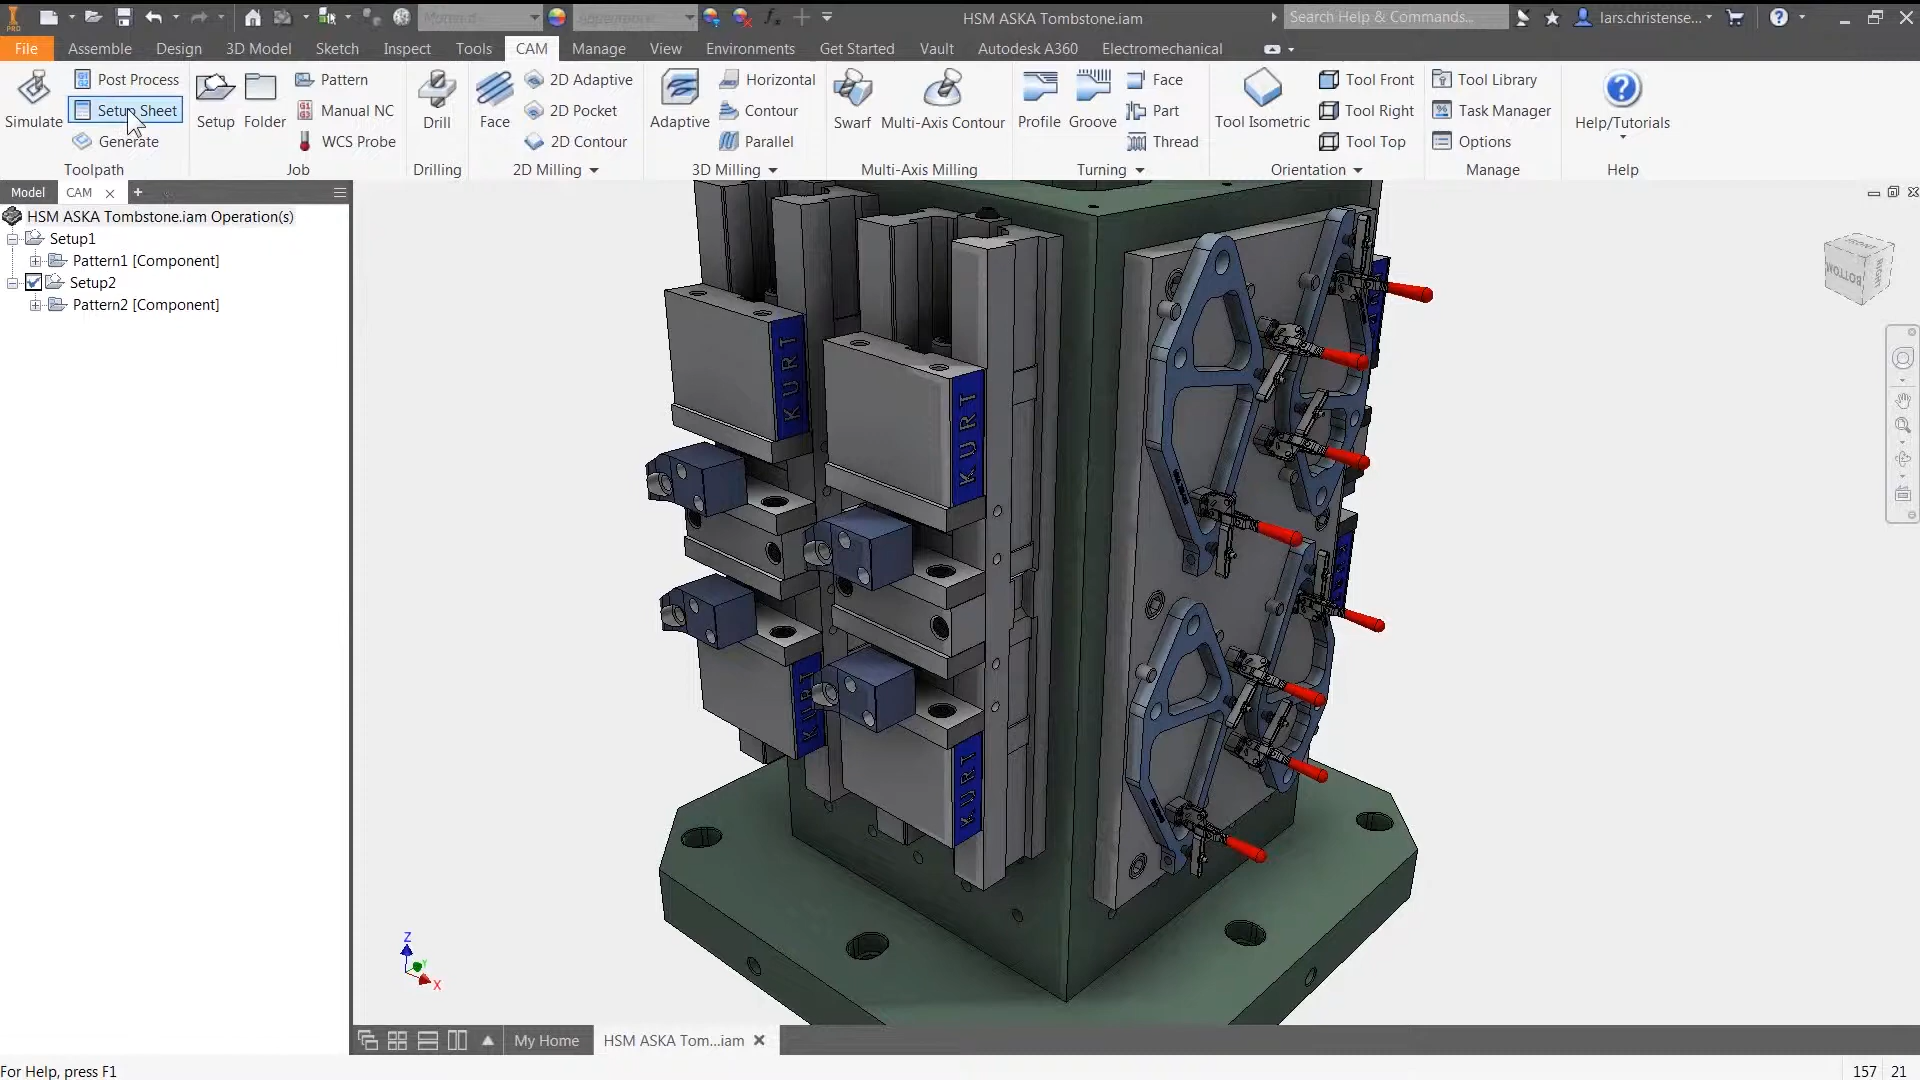 PRO
HSM ASKA Tombstone.iam
Search Help & Commands...
lars.christense...
File Assemble Design 3D Model Sketch Inspect Tools CAM Manage View Environments Get Started Vault Autodesk A360 Electromechanical
Simulate
Post Process
Setup Sheet
Generate
Toolpath
Setup
Folder
Pattern
Manual NC
WCS Probe
Job
Drill
Drilling
Face
2D Adaptive
2D Pocket
2D Contour
2D Milling
Adaptive
Horizontal
Contour
Parallel
3D Milling
Swarf
Multi-Axis Contour
Multi-Axis Milling
Profile
Groove
Face
Part
Thread
Turning
Tool Isometric
Tool Front
Tool Right
Tool Top
Orientation
Tool Library
Task Manager
Options
Manage
Help/Tutorials
Help
Model CAM
HSM ASKA Tombstone.iam Operation(s)
Setup1
Pattern1 [Component]
Setup2
Pattern2 [Component]
KURT
KURT
KURT
KURT
BOTTOM
RIGHT
FRONT
Z
Y
X
My Home HSM ASKA Tom...iam
For Help, press F1
157 21